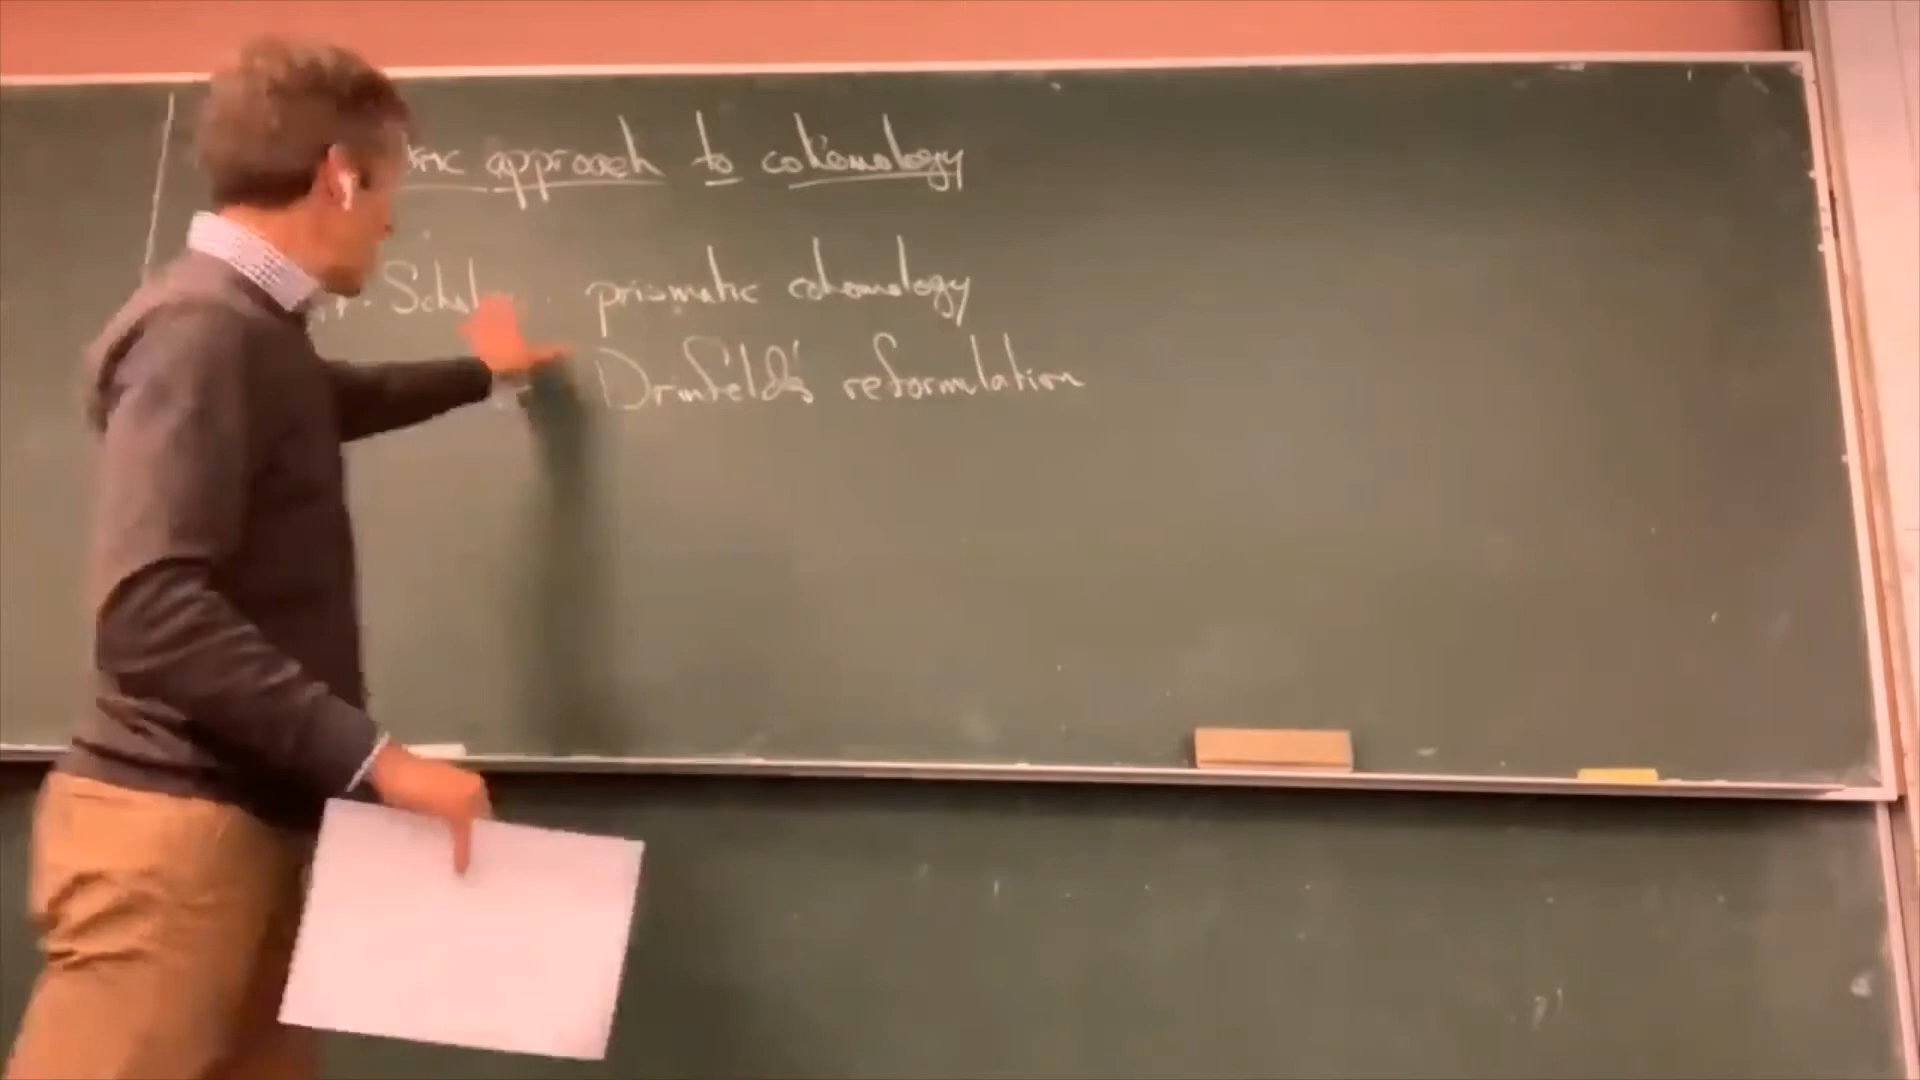 approach to cohomology
prismatic cohomology
Drinfeld's reformulation